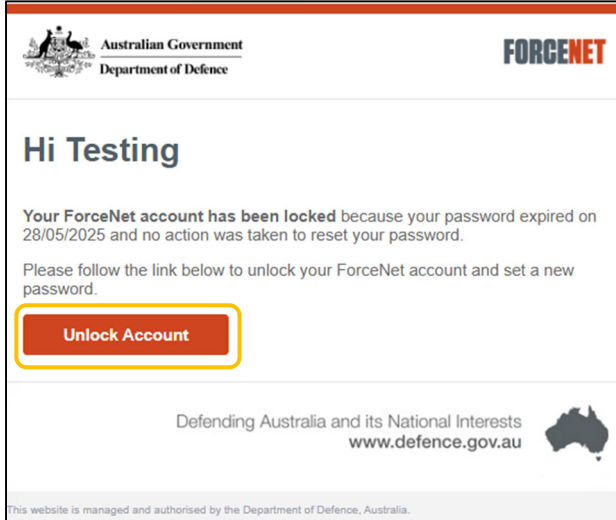 Australian Government
Department of Defence
FORCENET
Hi Testing
Your ForceNet account has been locked because your password expired on
28/05/2025 and no action was taken to reset your password.
Please follow the link below to unlock your ForceNet account and set a new
password.
Unlock Account
Defending Australia and its National Interests
www.defence.gov.au
This website is managed and authorised by the Department of Defence, Australia.